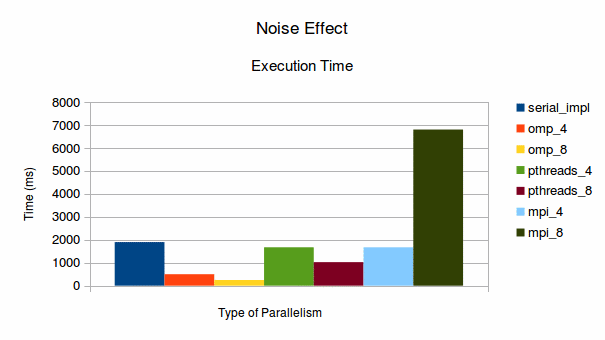 Noise Effect
Execution Time
8000
7000
6000
5000
4000
3000
2000
1000
0
Time (ms)
Type of Parallelism
serial_impl
omp_4
omp_8
pthreads_4
pthreads_8
mpi_4
mpi_8